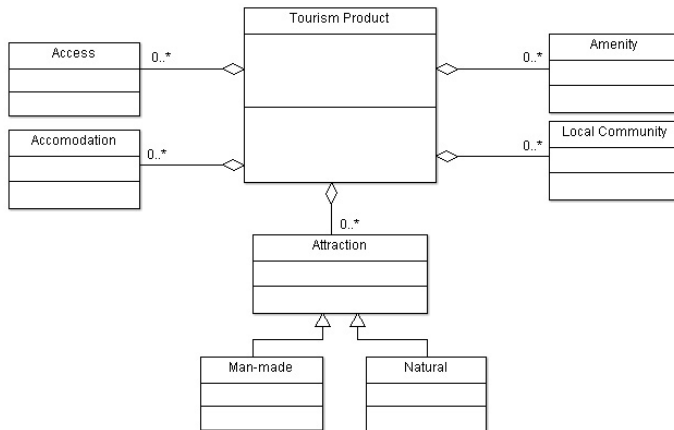 Tourism Product
Access
0..*
0..*
Amenity
Accomodation
0..*
0..*
Local Community
0..*
Attraction
Man-made
Natural